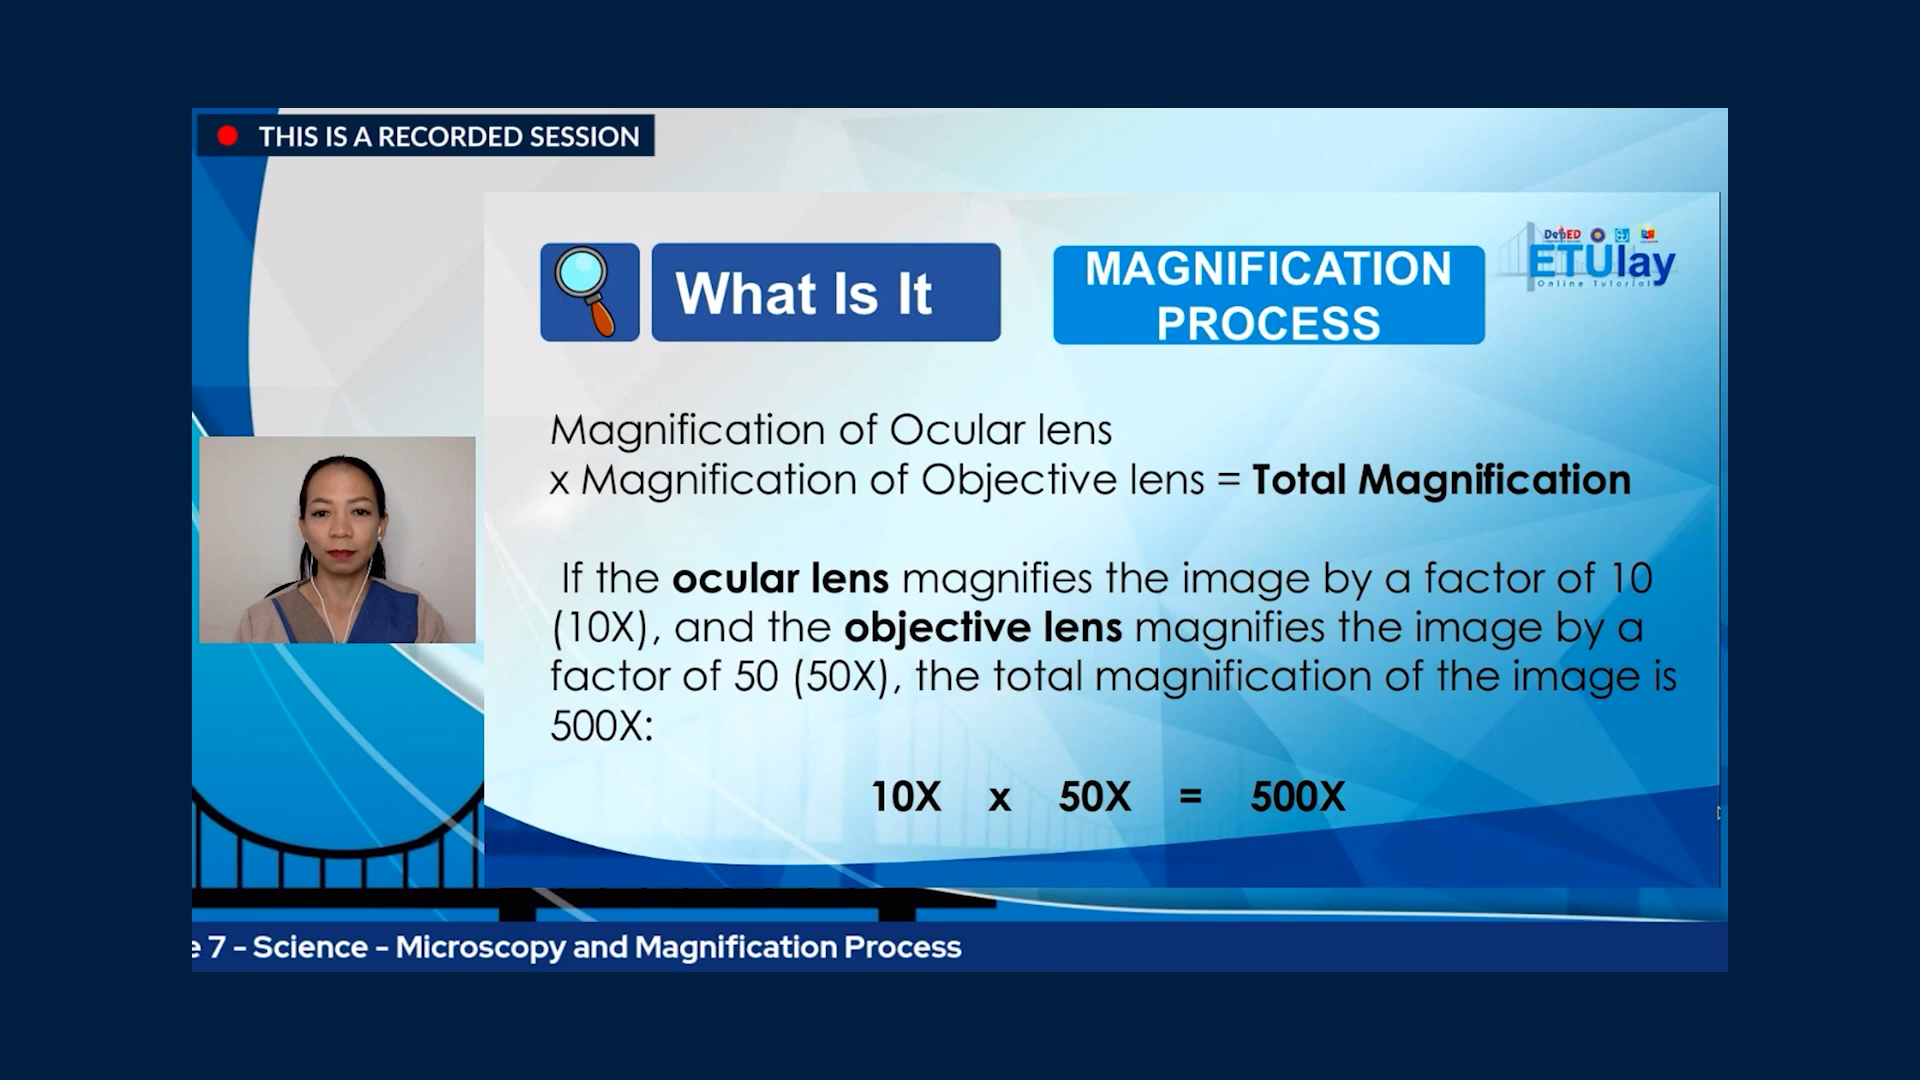 THIS IS A RECORDED SESSION
What Is It
MAGNIFICATION
PROCESS
DepED
ETUlay
Online Tutorial
Magnification of Ocular lens
x Magnification of Objective lens = Total Magnification
If the ocular lens magnifies the image by a factor of 10
(10X), and the objective lens magnifies the image by a
factor of 50 (50X), the total magnification of the image is
500X:
10X x 50X = 500X
e 7 – Science – Microscopy and Magnification Process